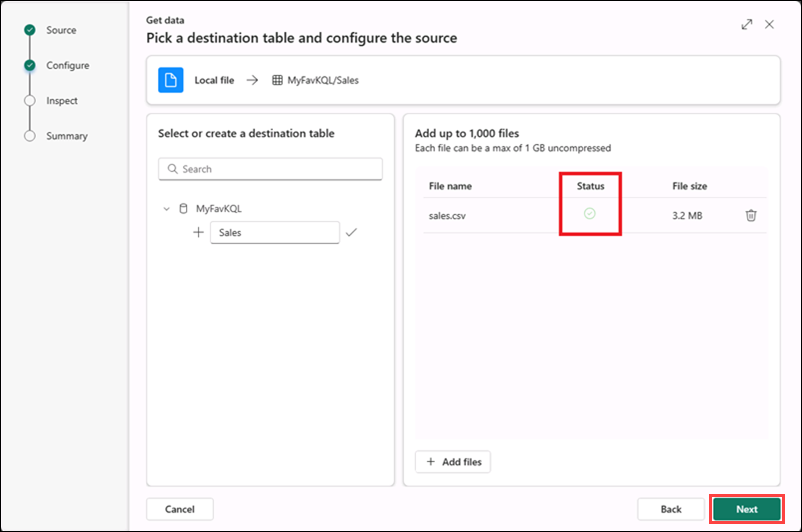 Source
Configure
Inspect
Summary
Get data
Pick a destination table and configure the source
Local file → MyFavKQL/Sales
Select or create a destination table
Search
MyFavKQL
Sales
Add up to 1,000 files
Each file can be a max of 1 GB uncompressed
File name Status File size
sales.csv 3.2 MB
+ Add files
Cancel
Back
Next